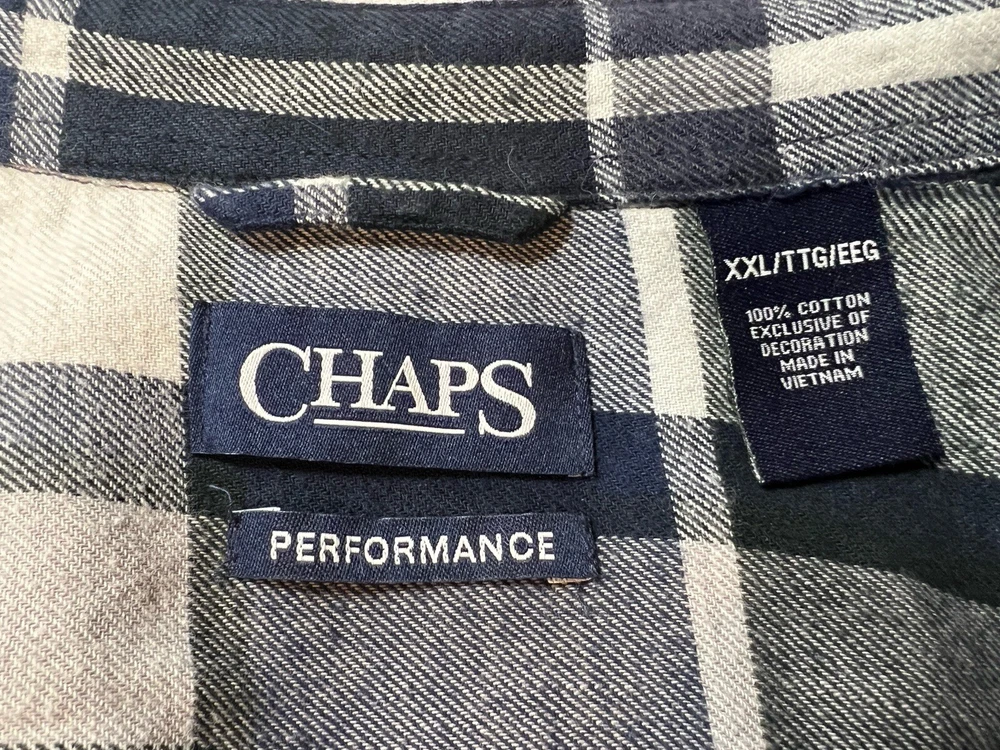 CHAPS
PERFORMANCE
XXL/TTG/EEG
100% COTTON
EXCLUSIVE OF
DECORATION
MADE IN
VIETNAM